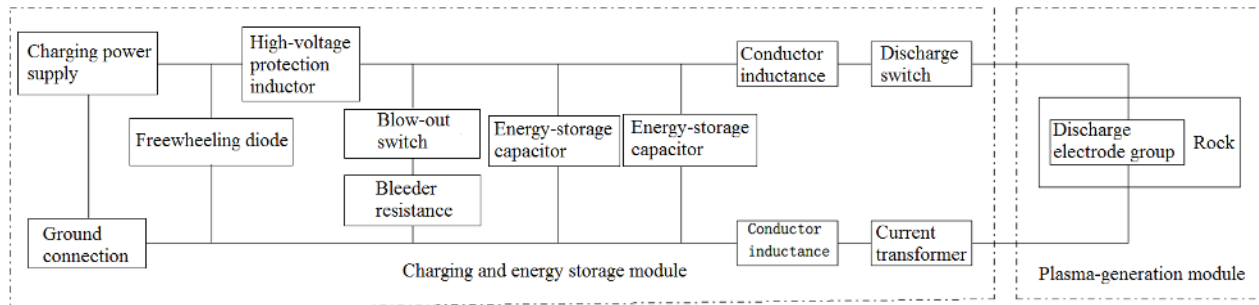 Charging power
supply
High-voltage
protection
inductor
Conductor
inductance
Discharge
switch
Freewheeling diode
Blow-out
switch
Energy-storage
capacitor
Energy-storage
capacitor
Discharge
electrode group
Rock
Bleeder
resistance
Ground
connection
Conductor
inductance
Current
transformer
Charging and energy storage module
Plasma-generation module